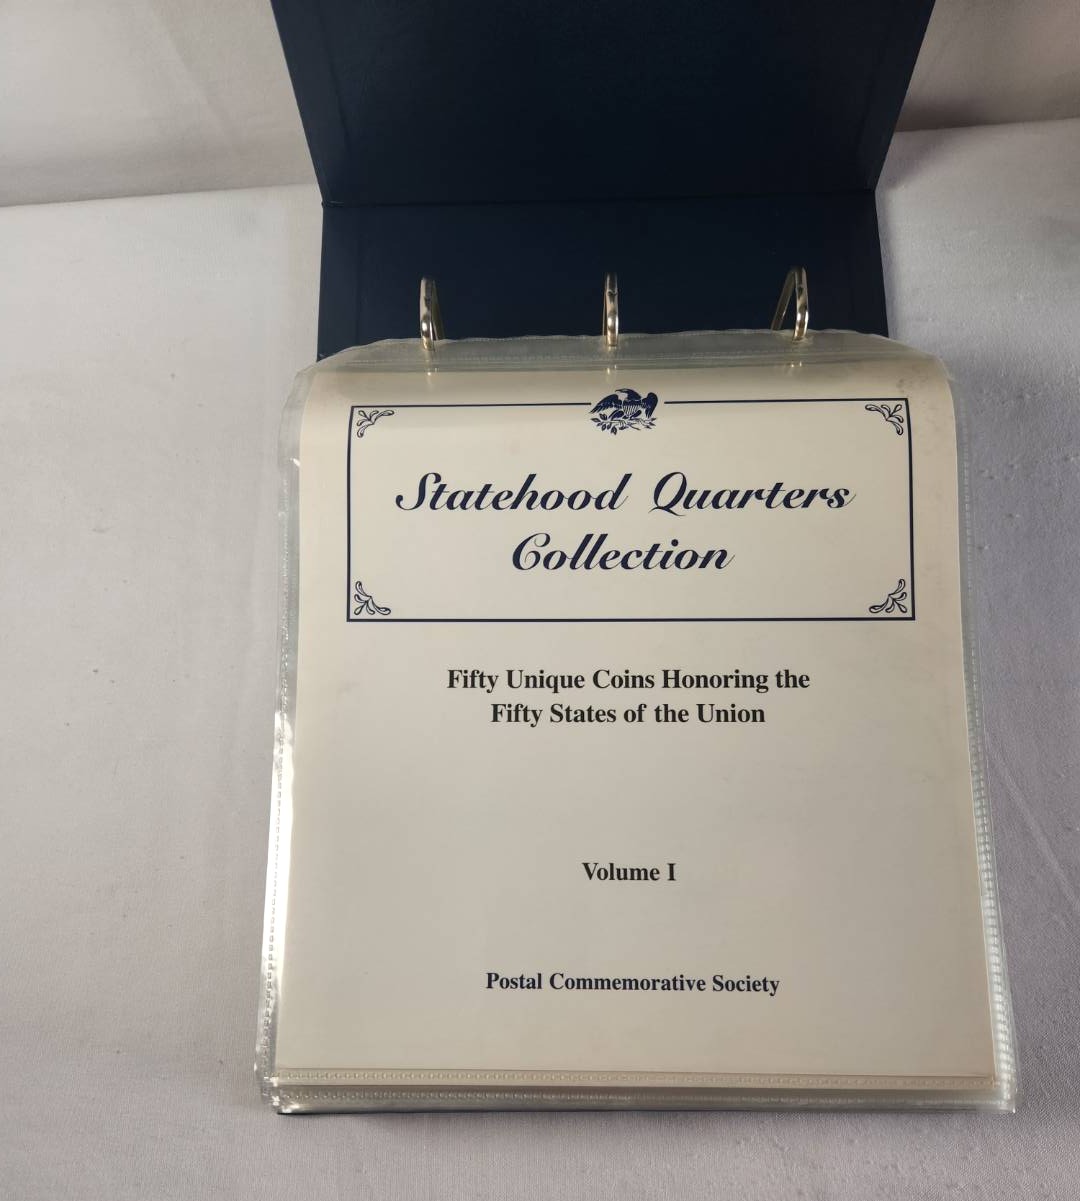 Statehood Quarters
Collection
Fifty Unique Coins Honoring the
Fifty States of the Union
Volume I
Postal Commemorative Society